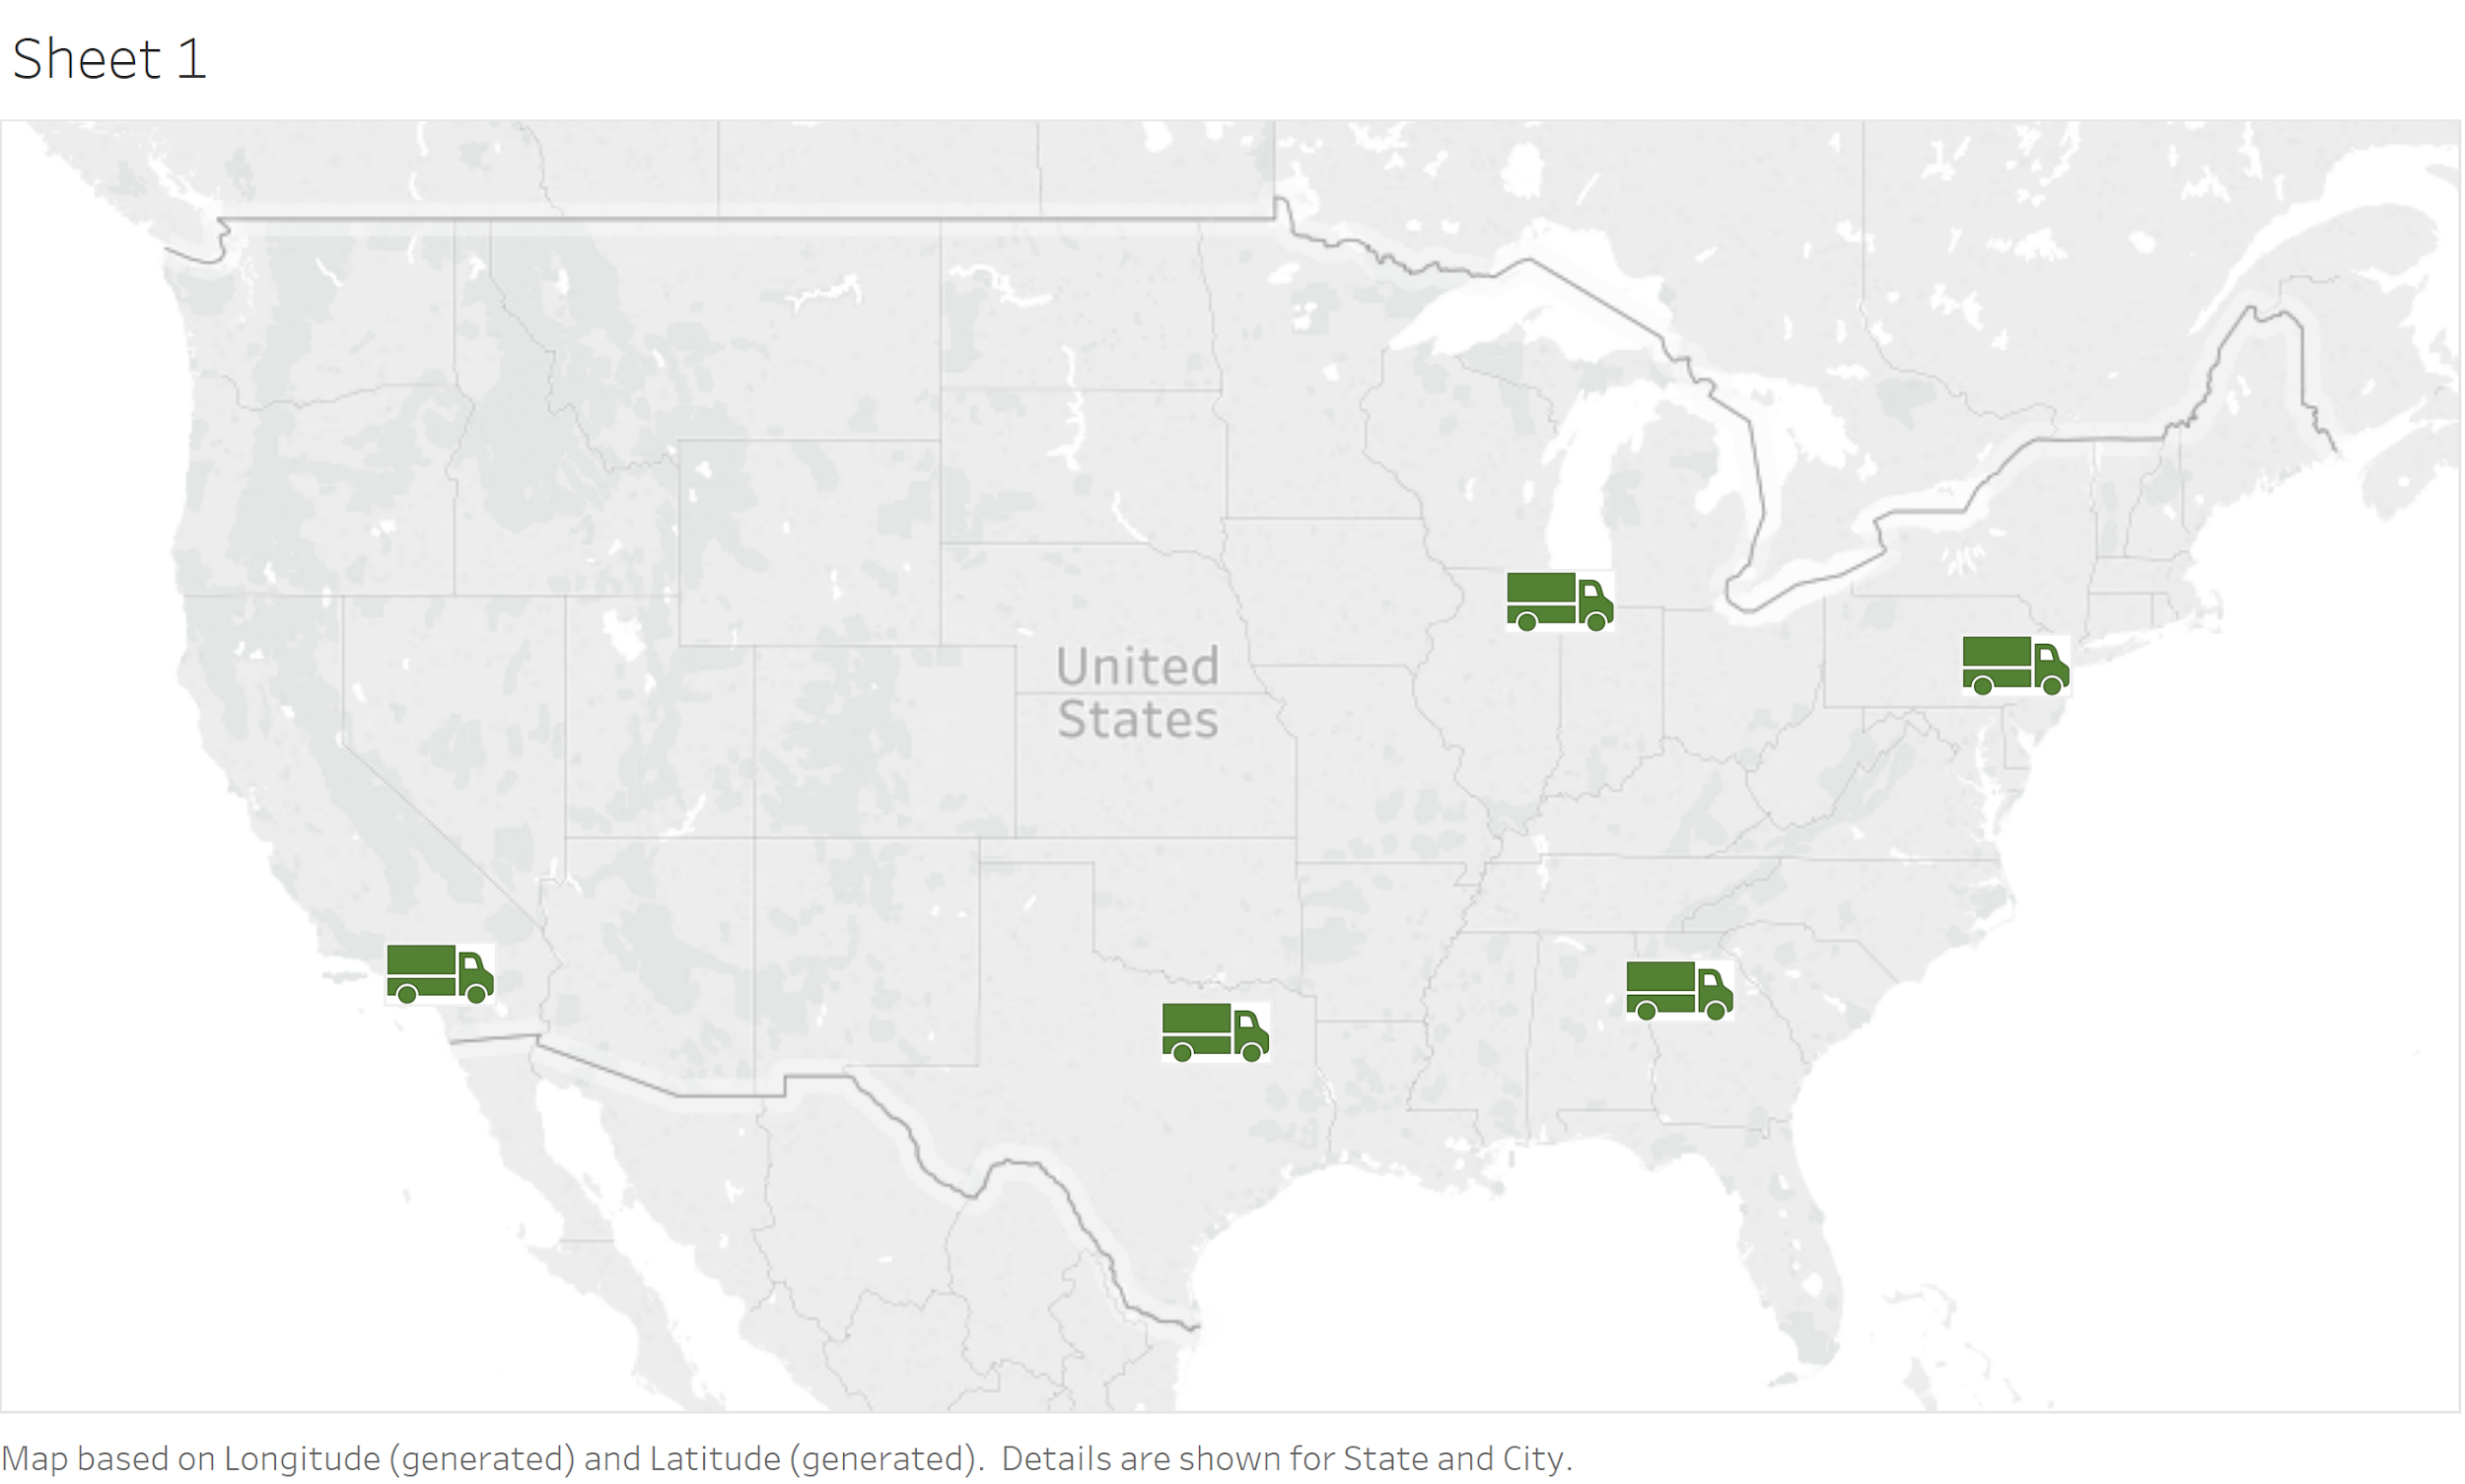 Sheet 1
United
States
Map based on Longitude (generated) and Latitude (generated). Details are shown for State and City.